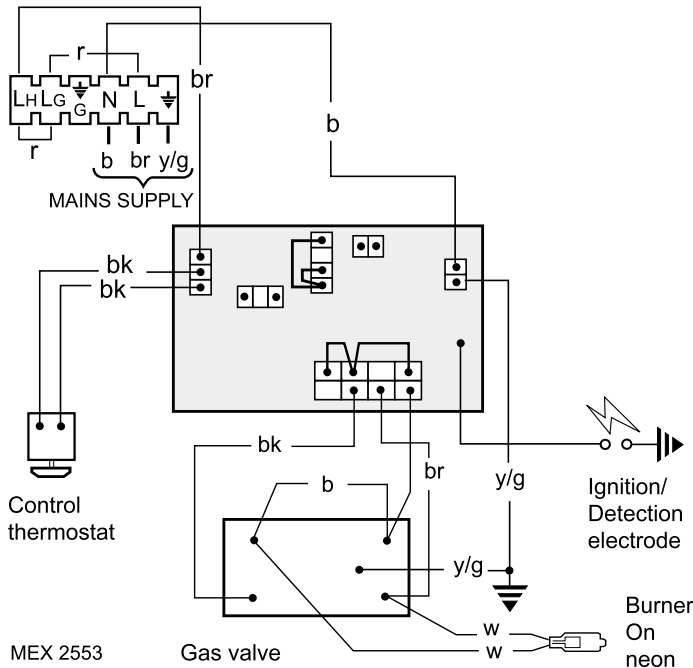 r
br
LH LG G N L
r
b br y/g
MAINS SUPPLY
b
bk
bk
bk
br
b
y/g
y/g
Control
thermostat
Ignition/
Detection
electrode
w
w
Burner
On
neon
MEX 2553
Gas valve